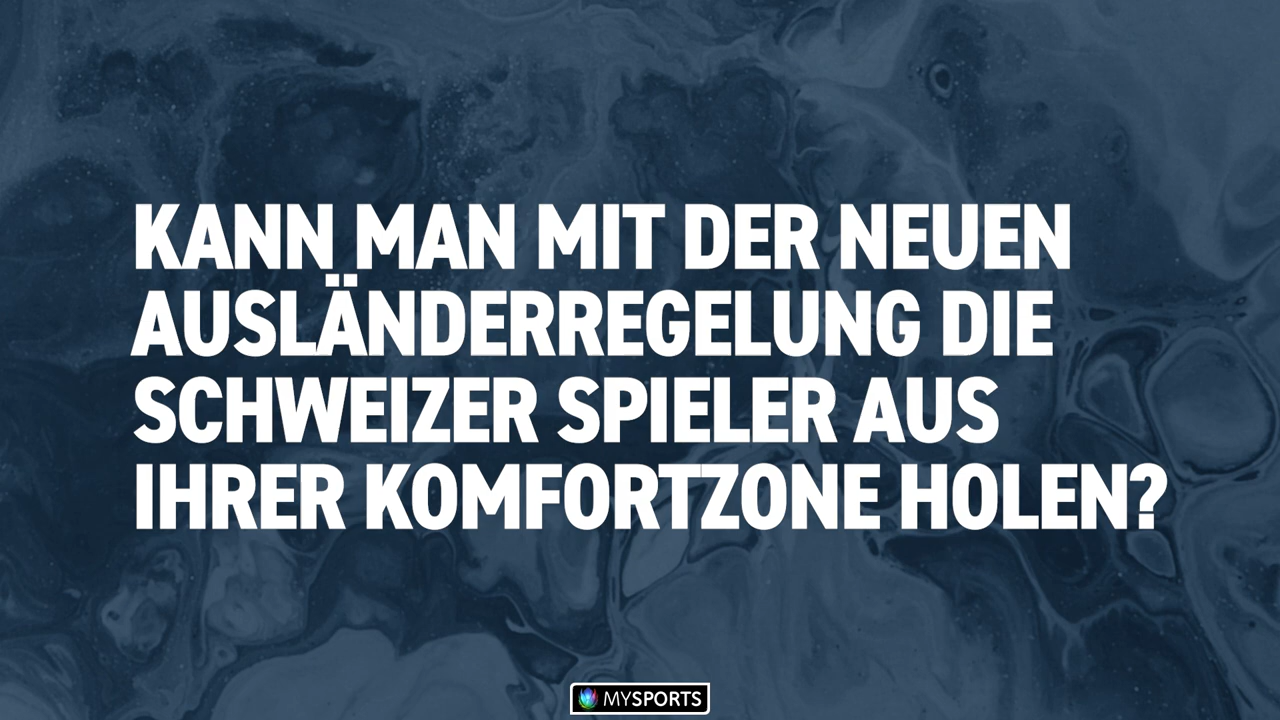 KANN MAN MIT DER NEUEN
AUSLÄNDERREGELUNG DIE
SCHWEIZER SPIELER AUS
IHRER KOMFORTZONE HOLEN?
MYSPORTS